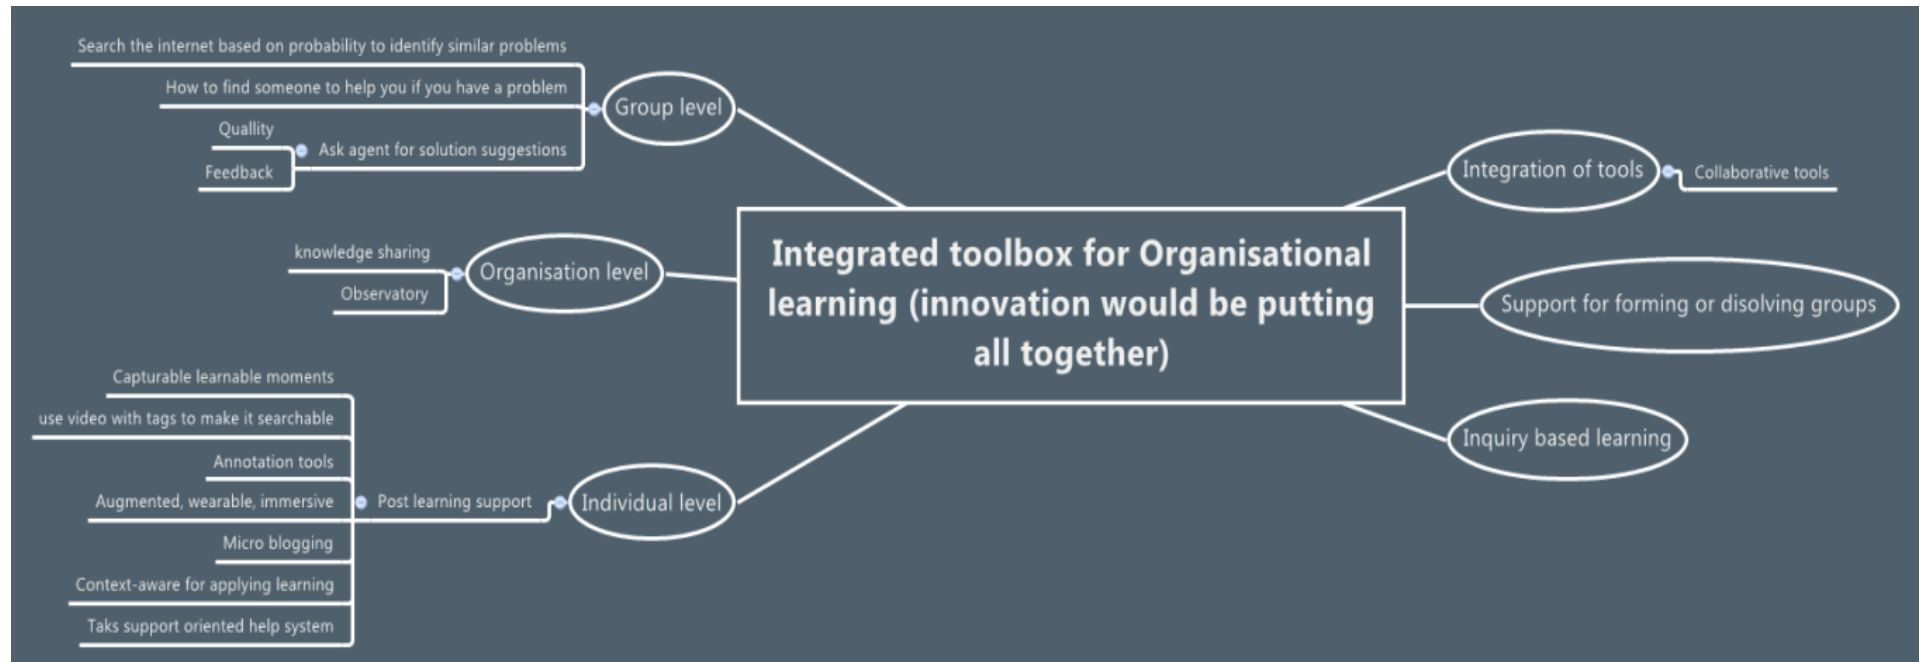 Search the internet based on probability to identify similar problems
How to find someone to help you if you have a problem
Group level
Quallity
Ask agent for solution suggestions
Feedback
knowledge sharing
Organisation level
Observatory
Capturable learnable moments
use video with tags to make it searchable
Annotation tools
Augmented, wearable, immersive
Post learning support
Individual level
Micro blogging
Context-aware for applying learning
Taks support oriented help system
Integrated toolbox for Organisational
learning (innovation would be putting
all together)
Integration of tools
Collaborative tools
Support for forming or disolving groups
Inquiry based learning